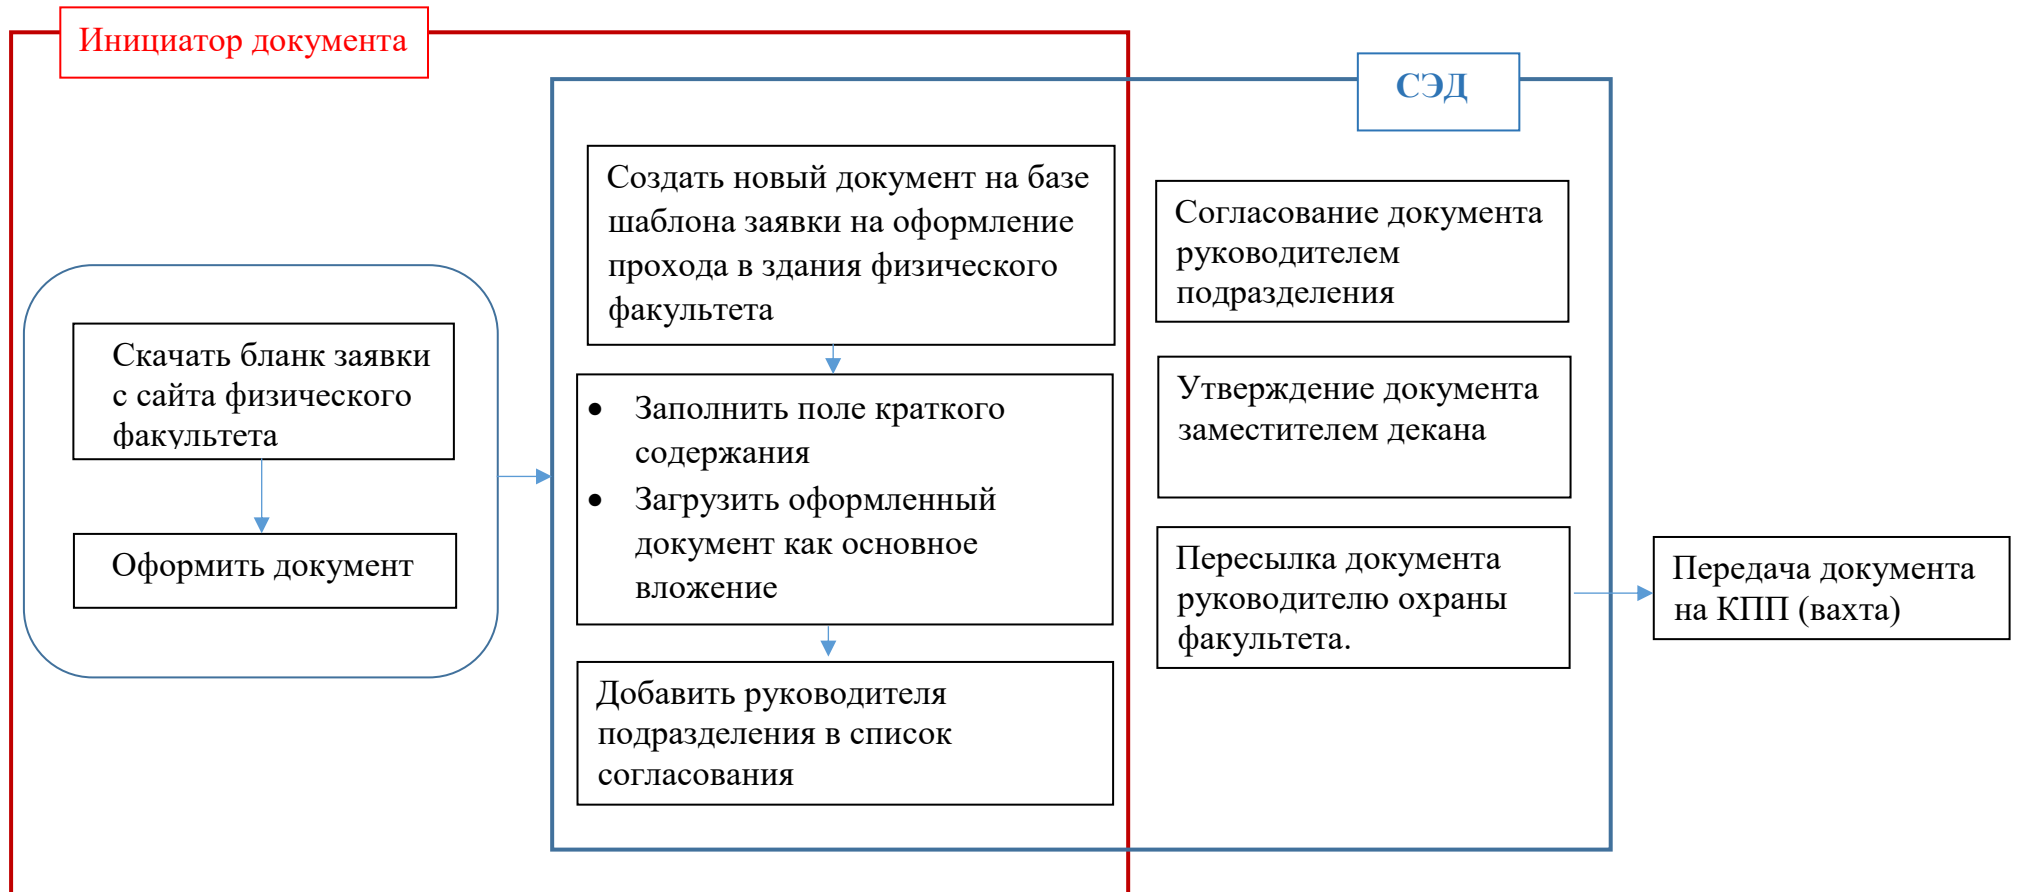 Инициатор документа
СЭД
Скачать бланк заявки
с сайта физического
факультета
Оформить документ
Создать новый документ на базе
шаблона заявки на оформление
прохода в здания физического
факультета
• Заполнить поле краткого
содержания
• Загрузить оформленный
документ как основное
вложение
Добавить руководителя
подразделения в список
согласования
Согласование документа
руководителем
подразделения
Утверждение документа
заместителем декана
Пересылка документа
руководителю охраны
факультета.
Передача документа
на КПП (вахта)